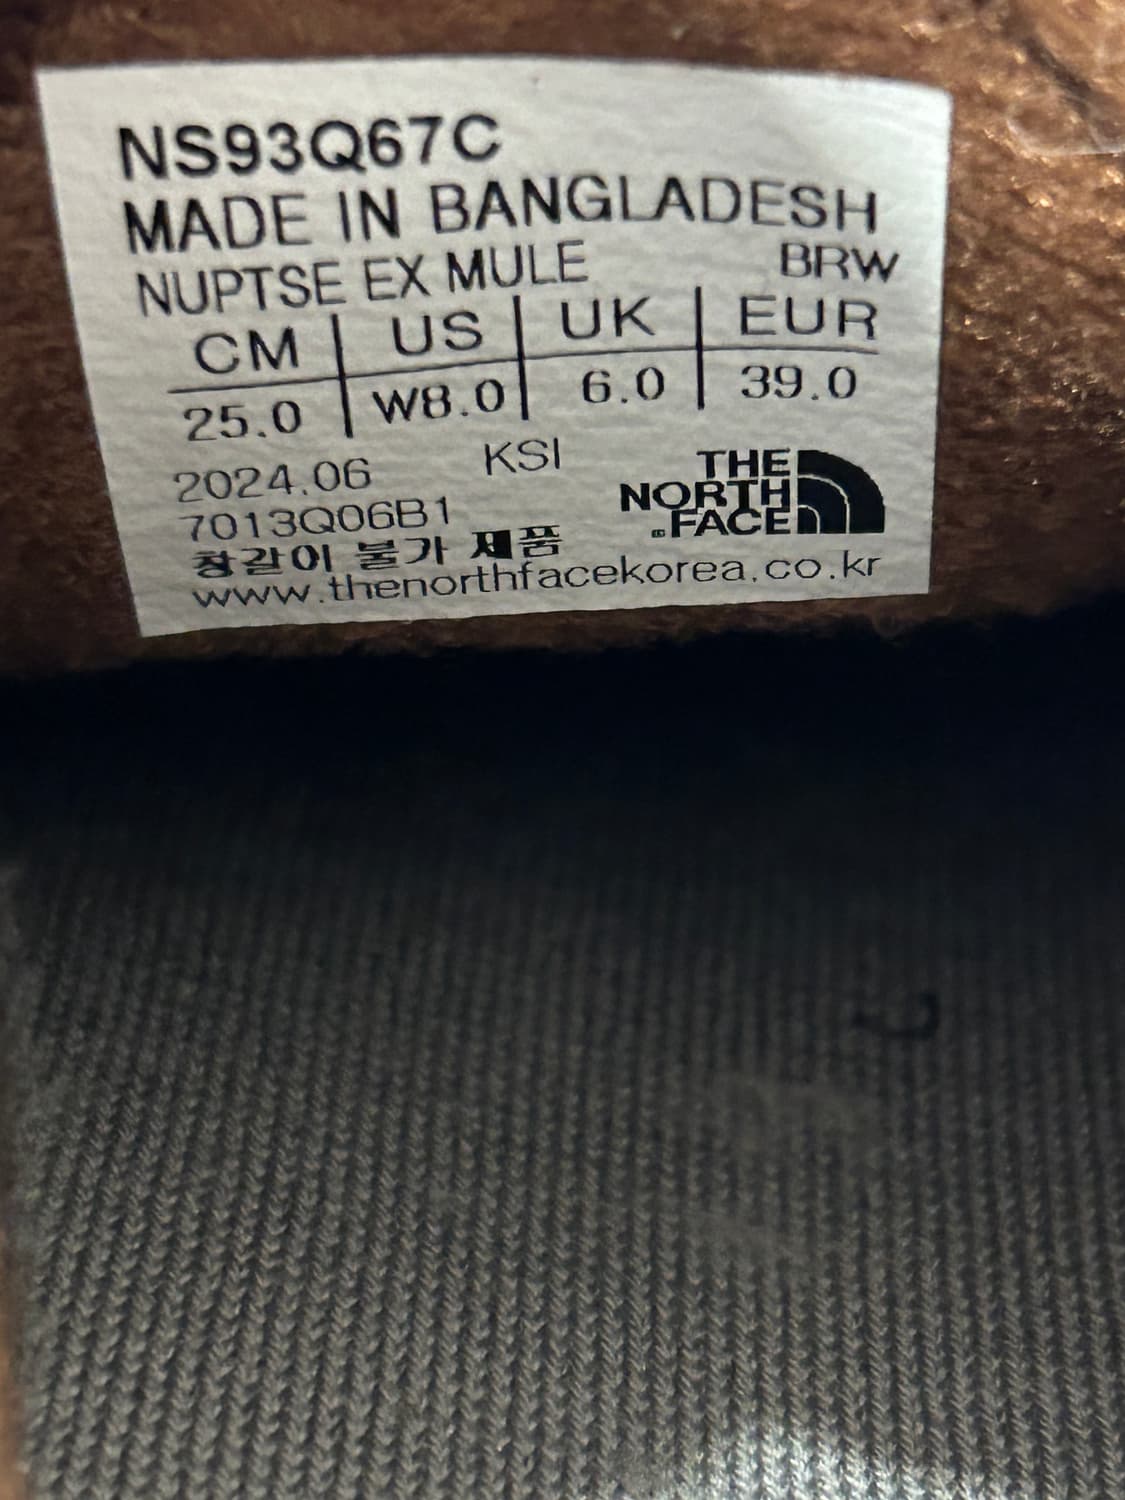 NS93Q67C
MADE IN BANGLADESH
NUPTSE EX MULE BRW
CM US UK EUR
25.0 W8.0 6.0 39.0
2024.06 KSI
7013Q06B1
창갈이 불가 제품
THE
NORTH
FACE
www.thenorthfacekorea.co.kr